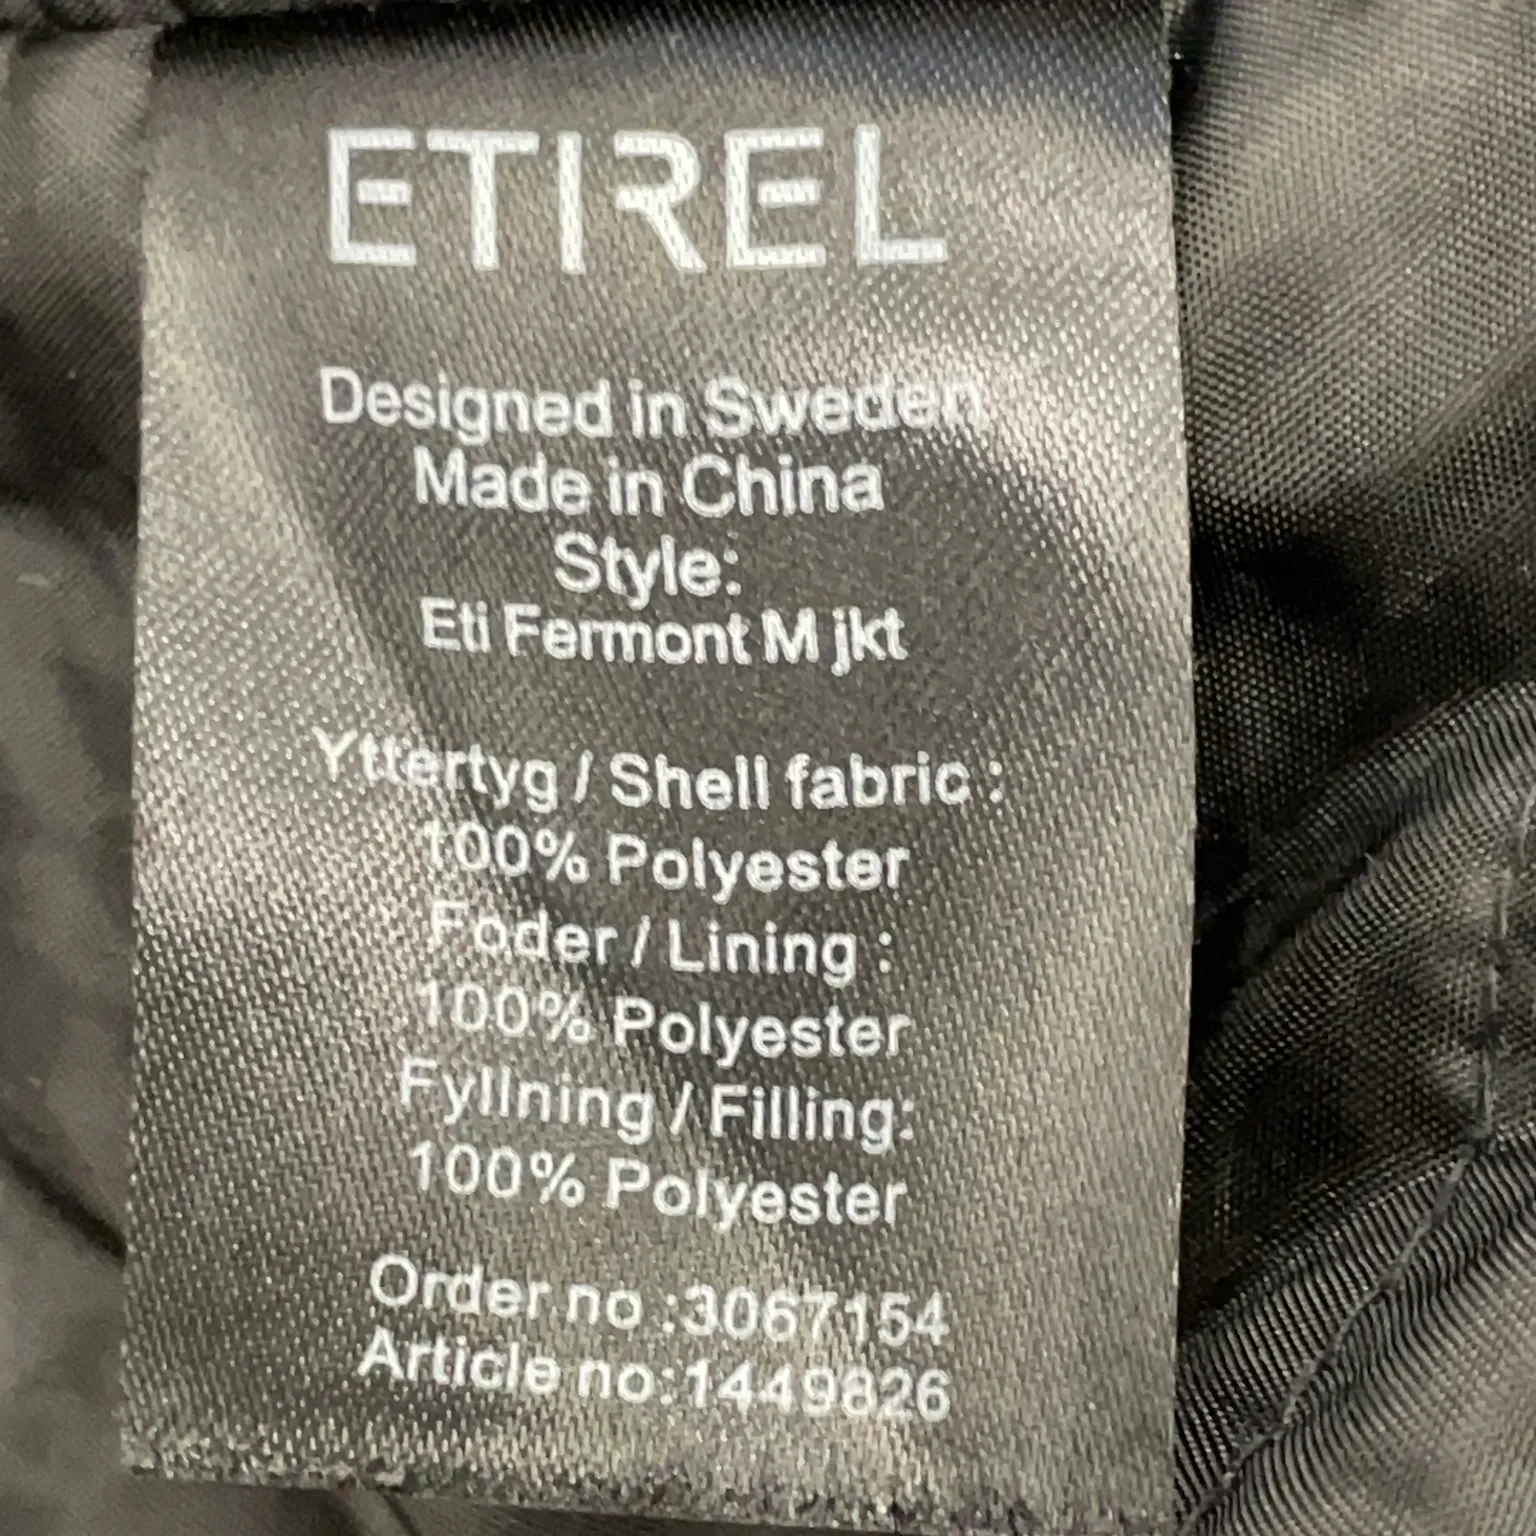 ETIREL
Designed in Sweden
Made in China
Style:
Eti Fermont M jkt
Yttertyg / Shell fabric :
100% Polyester
Foder / Lining :
100% Polyester
Fyllning / Filling:
100% Polyester
Order no :3067154
Article no:1449826